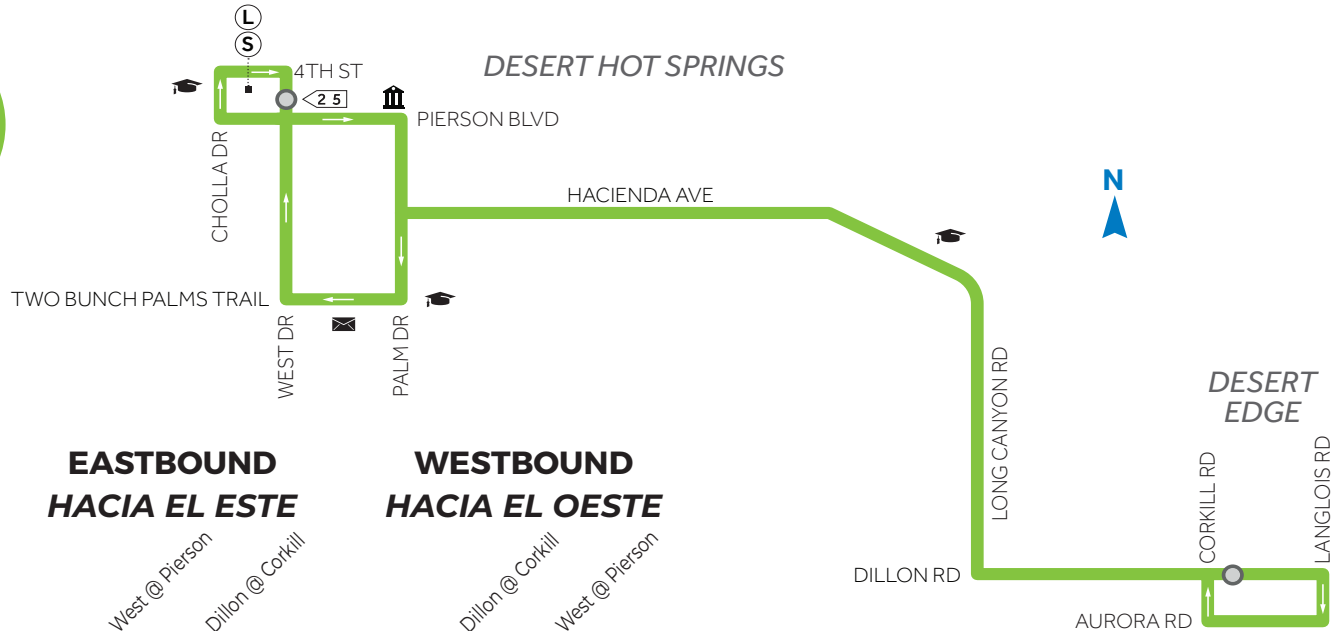 L
S
4TH ST
DESERT HOT SPRINGS
2 5
PIERSON BLVD
CHOLLA DR
HACIENDA AVE
N
TWO BUNCH PALMS TRAIL
WEST DR
PALM DR
LONG CANYON RD
DESERT
EDGE
CORKILL RD
LANGLOIS RD
DILLON RD
AURORA RD
EASTBOUND
HACIA EL ESTE
West @ Pierson
Dillon @ Corkill
WESTBOUND
HACIA EL OESTE
Dillon @ Corkill
West @ Pierson